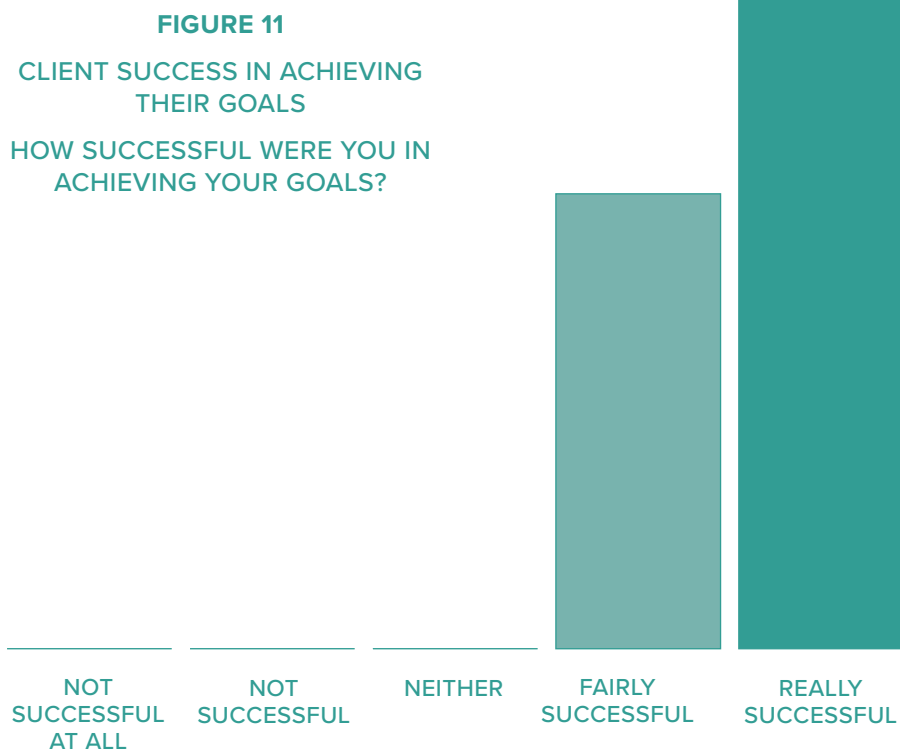 FIGURE 11
CLIENT SUCCESS IN ACHIEVING
THEIR GOALS
HOW SUCCESSFUL WERE YOU IN
ACHIEVING YOUR GOALS?
NOT
SUCCESSFUL
AT ALL
NOT
SUCCESSFUL
NEITHER
FAIRLY
SUCCESSFUL
REALLY
SUCCESSFUL